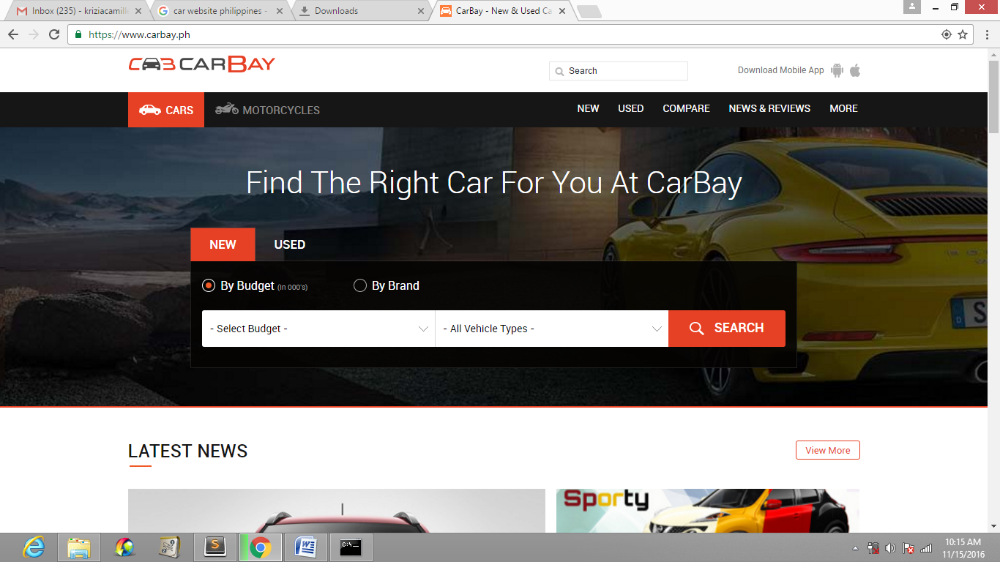 Inbox (235) - kriziacamille
car website philippines -
Downloads
CarBay - New & Used Ca
https://www.carbay.ph
CARBAY
Search
Download Mobile App
CARS
MOTORCYCLES
NEW
USED
COMPARE
NEWS & REVIEWS
MORE
Find The Right Car For You At CarBay
NEW
USED
By Budget (In 000's)
By Brand
- Select Budget -
- All Vehicle Types -
SEARCH
LATEST NEWS
View More
Sporty
10:15 AM
11/15/2016